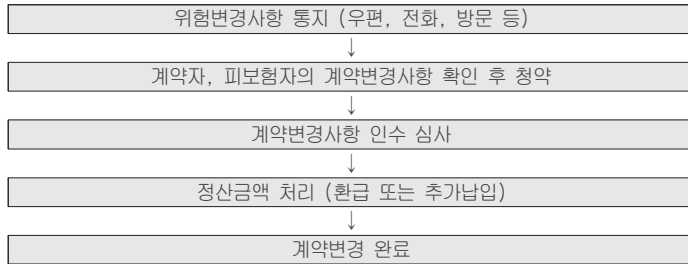 위험변경사항 통지 (우편, 전화, 방문 등)
↓
계약자, 피보험자의 계약변경사항 확인 후 청약
↓
계약변경사항 인수 심사
↓
정산금액 처리 (환급 또는 추가납입)
↓
계약변경 완료